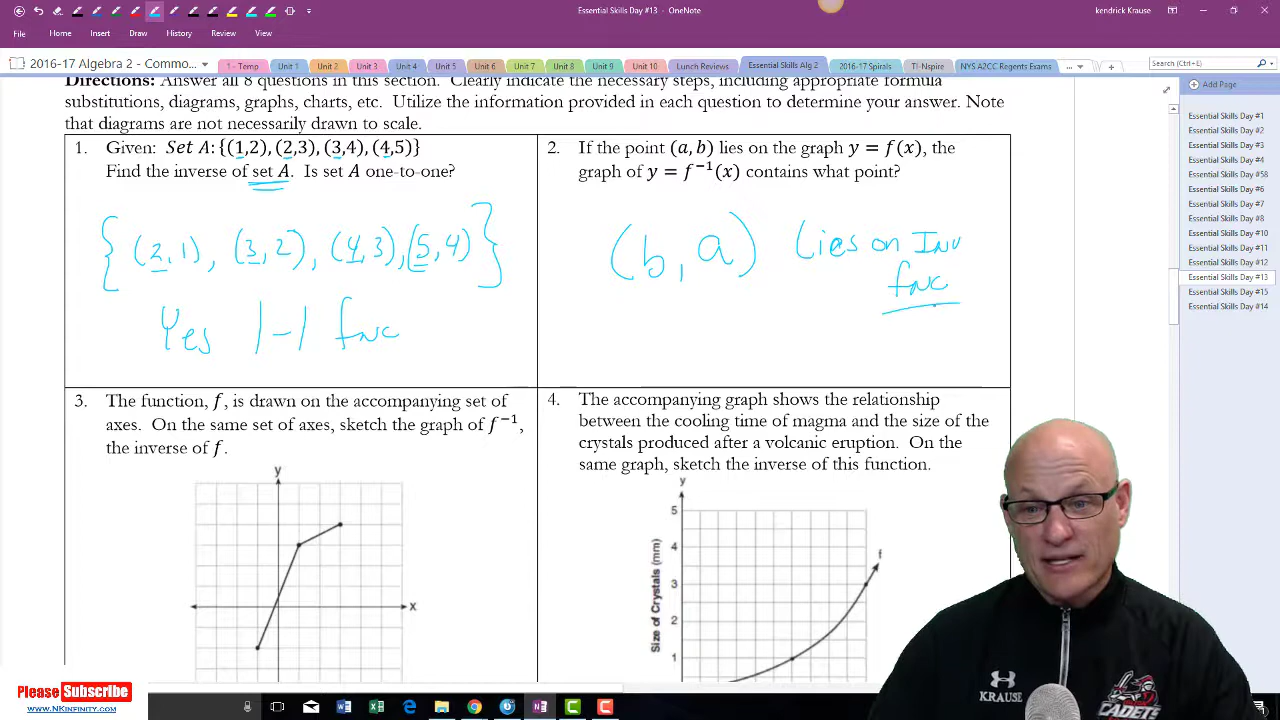 Essential Skills Day #13 - OneNote
kendrick Krause
File Home Insert Draw History Review View
2016-17 Algebra 2 - Commo...
1 - Temp Unit 1 Unit 2 Unit 3 Unit 4 Unit 5 Unit 6 Unit 7 Unit 8 Unit 9 Unit 10 Lunch Reviews Essential Skills Alg 2 2016-17 Spirals TI-Nspire NYS A2CC Regents Exams ...
Search (Ctrl+E)
Add Page
Essential Skills Day #1
Essential Skills Day #2
Essential Skills Day #3
Essential Skills Day #4
Essential Skills Day #58
Essential Skills Day #6
Essential Skills Day #7
Essential Skills Day #8
Essential Skills Day #9
Essential Skills Day #10
Essential Skills Day #11
Essential Skills Day #12
Essential Skills Day #13
Essential Skills Day #15
Essential Skills Day #14
Directions: Answer all 8 questions in this section. Clearly indicate the necessary steps, including appropriate formula
substitutions, diagrams, graphs, charts, etc. Utilize the information provided in each question to determine your answer. Note
that diagrams are not necessarily drawn to scale.
1. Given: Set A: {(1,2), (2,3), (3,4), (4,5)}
Find the inverse of set A. Is set A one-to-one?
{(2,1), (3,2), (4,3), (5,4)}
Yes 1-1 fnc
2. If the point (a, b) lies on the graph y = f(x), the
graph of y = f⁻¹(x) contains what point?
(b, a) Lies on Inv
fnc
3. The function, f, is drawn on the accompanying set of
axes. On the same set of axes, sketch the graph of f⁻¹,
the inverse of f.
y
x
4. The accompanying graph shows the relationship
between the cooling time of magma and the size of the
crystals produced after a volcanic eruption. On the
same graph, sketch the inverse of this function.
y
5
4
3
2
1
Size of Crystals (mm)
f
KRAUSE
CADETS
Please Subscribe
www.NKinfinity.com